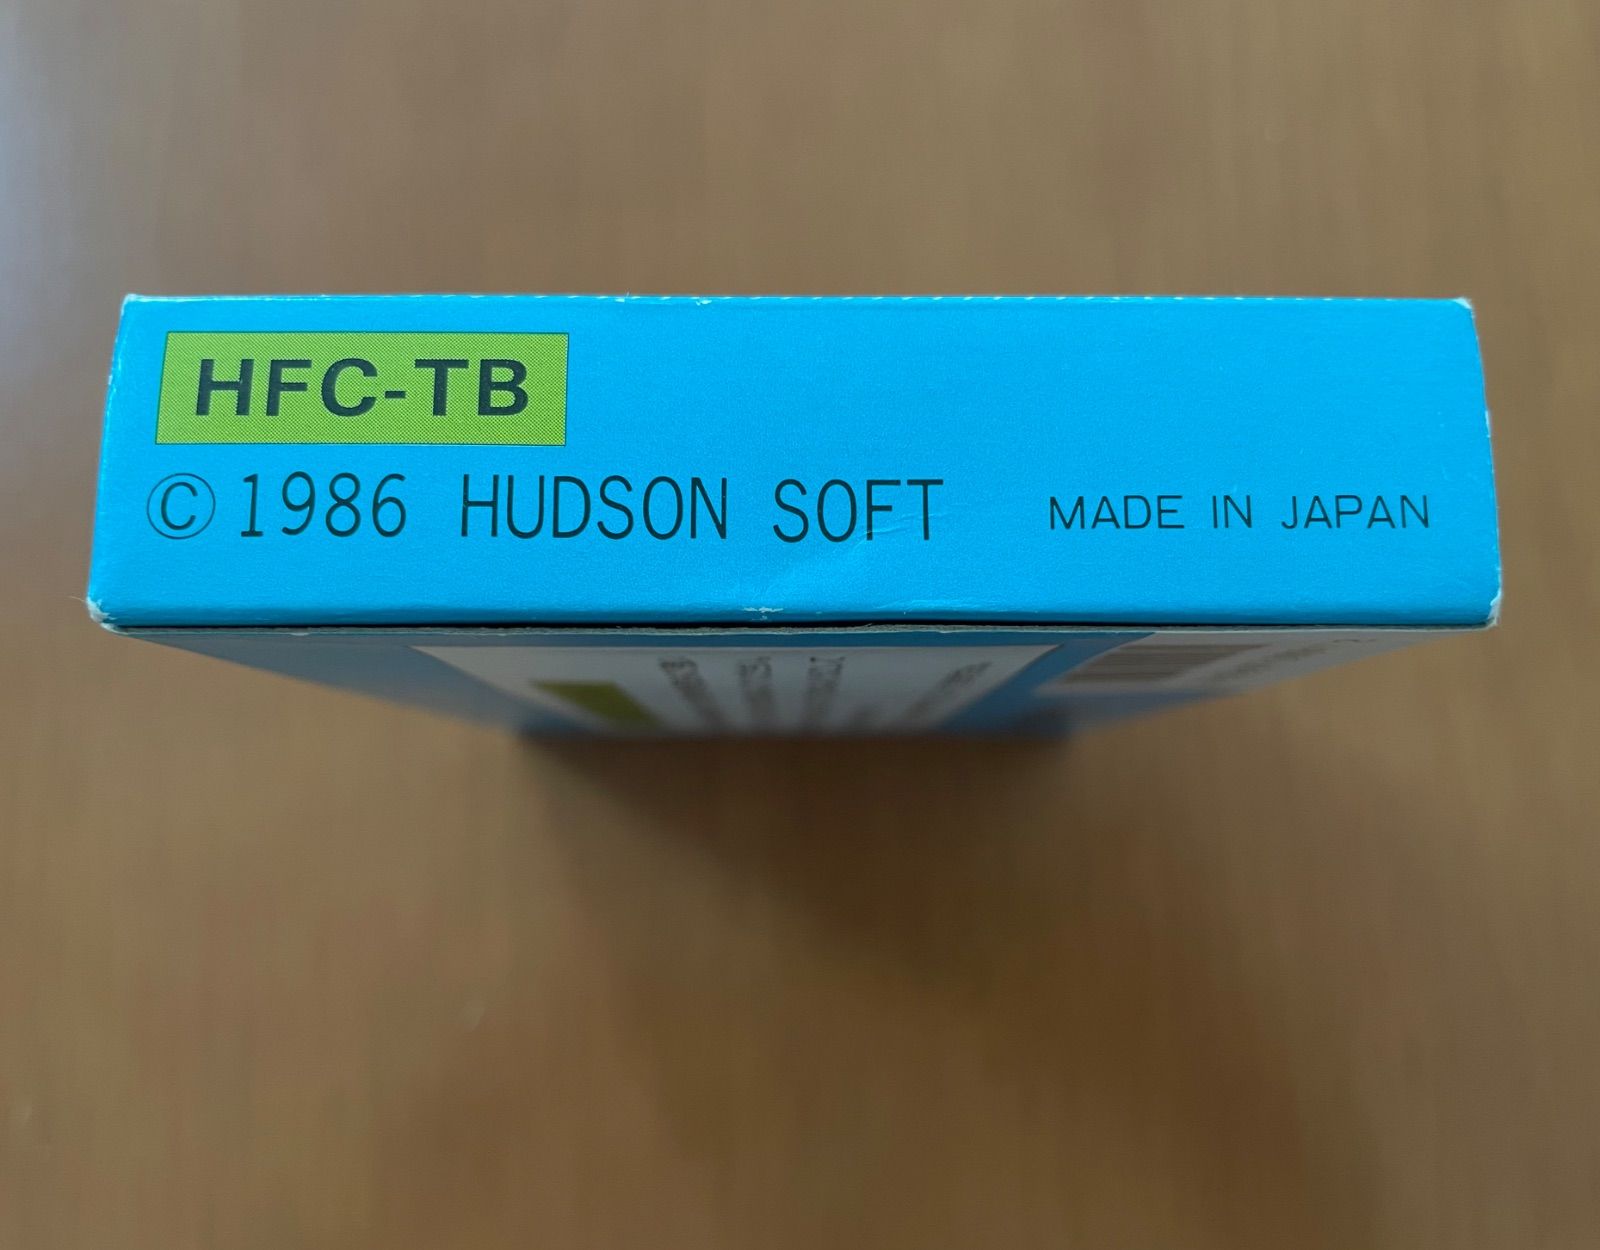 HFC-TB
©1986 HUDSON SOFT MADE IN JAPAN